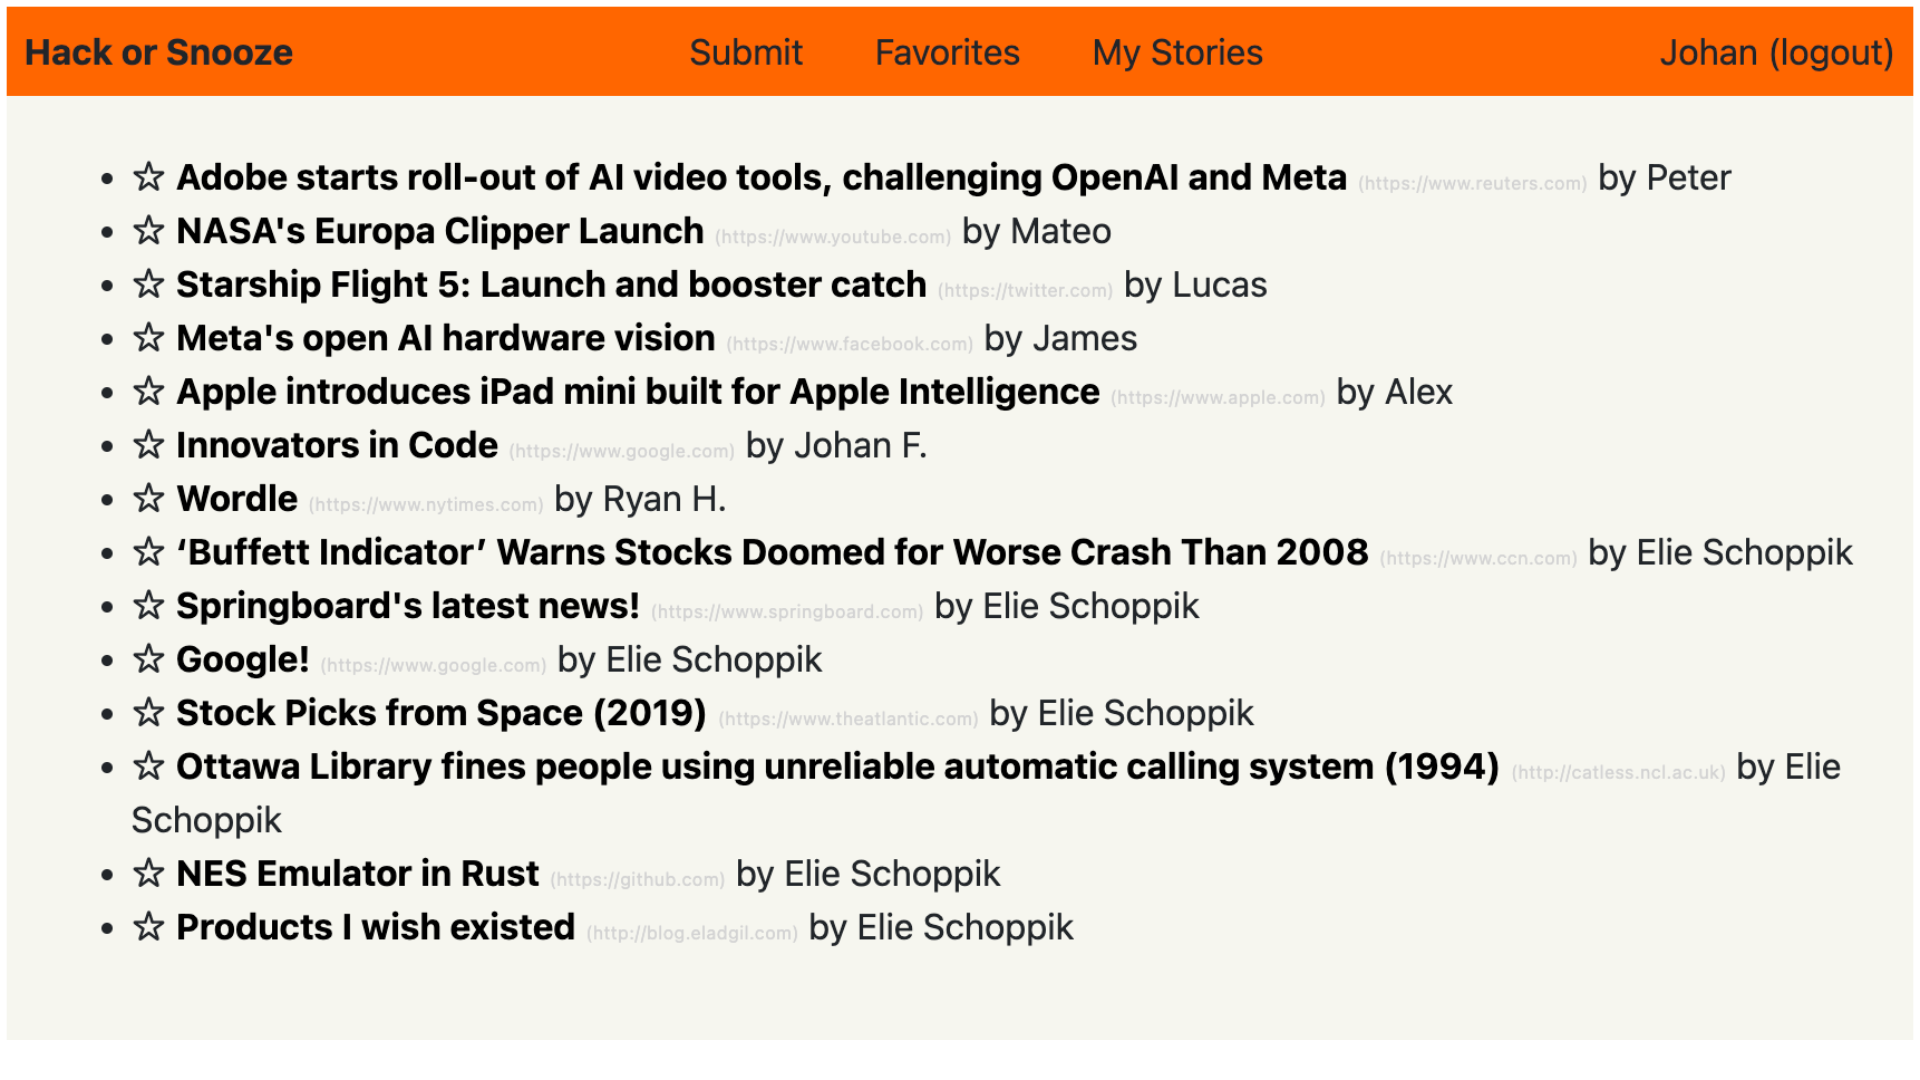 Hack or Snooze Submit Favorites My Stories Johan (logout)
• ☆ Adobe starts roll-out of AI video tools, challenging OpenAI and Meta (https://www.reuters.com) by Peter
• ☆ NASA's Europa Clipper Launch (https://www.youtube.com) by Mateo
• ☆ Starship Flight 5: Launch and booster catch (https://twitter.com) by Lucas
• ☆ Meta's open AI hardware vision (https://www.facebook.com) by James
• ☆ Apple introduces iPad mini built for Apple Intelligence (https://www.apple.com) by Alex
• ☆ Innovators in Code (https://www.google.com) by Johan F.
• ☆ Wordle (https://www.nytimes.com) by Ryan H.
• ☆ ‘Buffett Indicator’ Warns Stocks Doomed for Worse Crash Than 2008 (https://www.ccn.com) by Elie Schoppik
• ☆ Springboard's latest news! (https://www.springboard.com) by Elie Schoppik
• ☆ Google! (https://www.google.com) by Elie Schoppik
• ☆ Stock Picks from Space (2019) (https://www.theatlantic.com) by Elie Schoppik
• ☆ Ottawa Library fines people using unreliable automatic calling system (1994) (http://catless.ncl.ac.uk) by Elie
Schoppik
• ☆ NES Emulator in Rust (https://github.com) by Elie Schoppik
• ☆ Products I wish existed (http://blog.eladgil.com) by Elie Schoppik